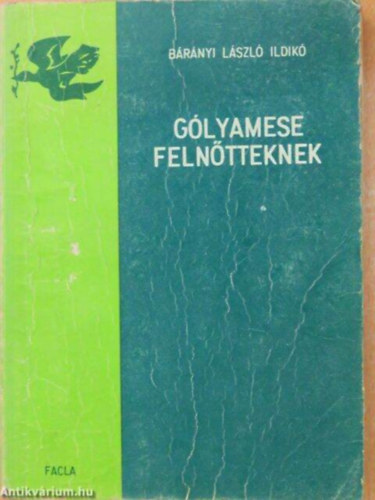 BÁRÁNYI LÁSZLÓ ILDIKÓ
GÓLYAMESE
FELNŐTTEKNEK
FACLA
Antikvárium.hu